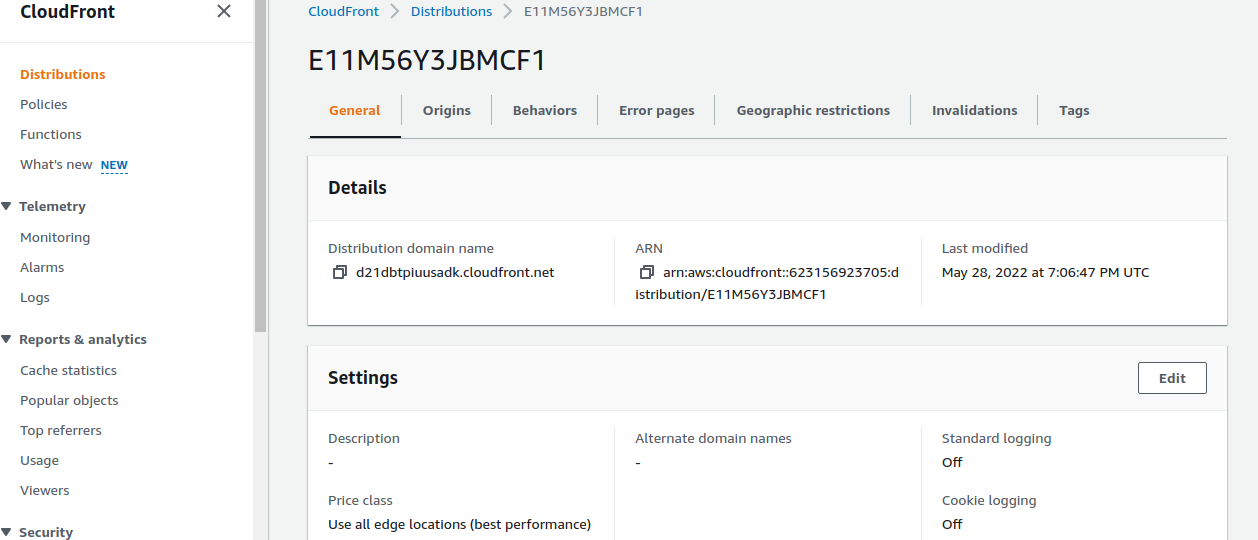 CloudFront
Distributions
Policies
Functions
What's new NEW
Telemetry
Monitoring
Alarms
Logs
Reports & analytics
Cache statistics
Popular objects
Top referrers
Usage
Viewers
Security
CloudFront > Distributions > E11M56Y3JBMCF1
E11M56Y3JBMCF1
General Origins Behaviors Error pages Geographic restrictions Invalidations Tags
Details
Distribution domain name
d21dbtpiuusadk.cloudfront.net
ARN
arn:aws:cloudfront::623156923705:d
istribution/E11M56Y3JBMCF1
Last modified
May 28, 2022 at 7:06:47 PM UTC
Settings
Edit
Description
-
Price class
Use all edge locations (best performance)
Alternate domain names
-
Standard logging
Off
Cookie logging
Off